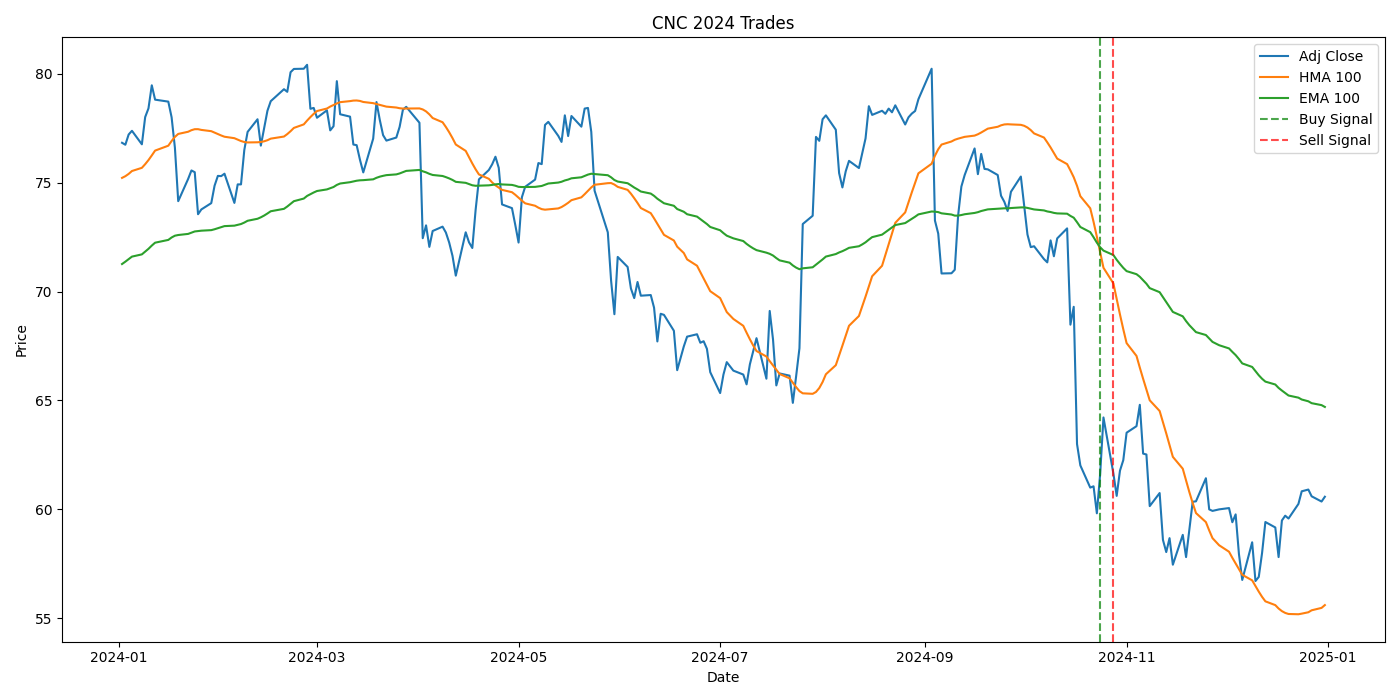 CNC 2024 Trades
Adj Close
HMA 100
EMA 100
Buy Signal
Sell Signal
Price
80
75
70
65
60
55
2024-01
2024-03
2024-05
2024-07
2024-09
2024-11
2025-01
Date